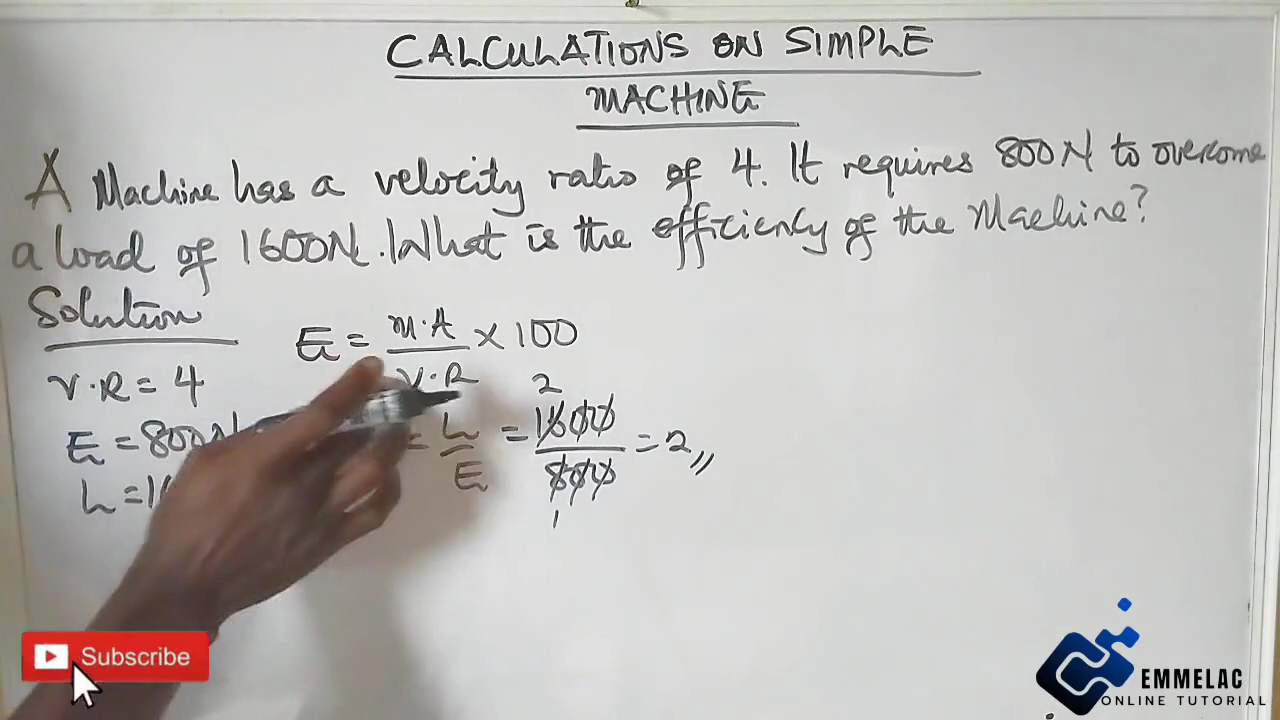 CALCULATIONS ON SIMPLE
MACHINE
A Machine has a velocity ratio of 4. It requires 800N to overcome
a load of 1600N. What is the efficiency of the Machine?
Solution
E = M.A / V.R × 100
V.R = 4
E = 800N
L = 16
= L / E = 1600 / 800 = 2
2
1
Subscribe
EMMELAC
ONLINE TUTORIAL